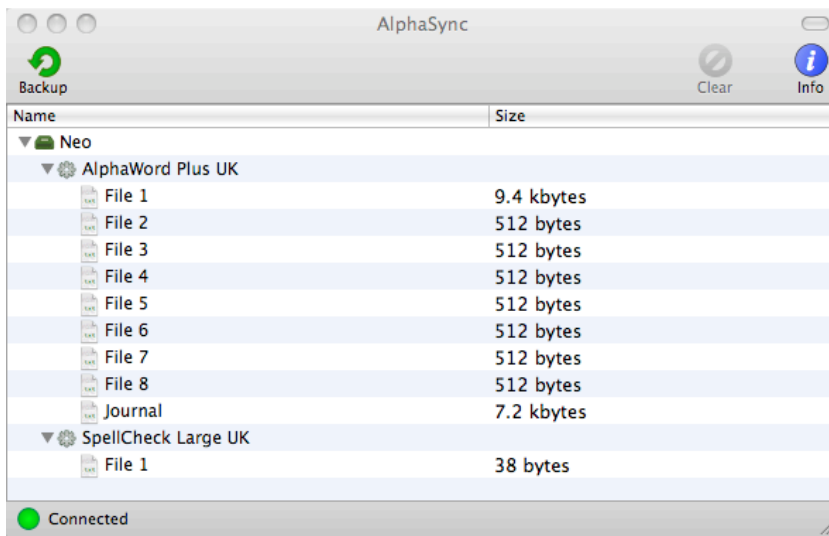 AlphaSync
Backup Clear Info
Name Size
Neo
AlphaWord Plus UK
File 1 9.4 kbytes
File 2 512 bytes
File 3 512 bytes
File 4 512 bytes
File 5 512 bytes
File 6 512 bytes
File 7 512 bytes
File 8 512 bytes
Journal 7.2 kbytes
SpellCheck Large UK
File 1 38 bytes
Connected